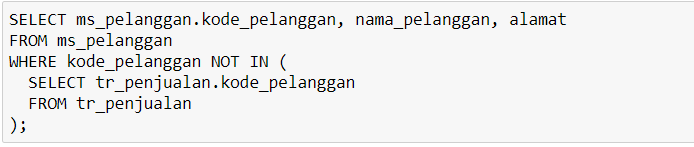 SELECT ms_pelanggan.kode_pelanggan, nama_pelanggan, alamat
FROM ms_pelanggan
WHERE kode_pelanggan NOT IN (
  SELECT tr_penjualan.kode_pelanggan
  FROM tr_penjualan
);